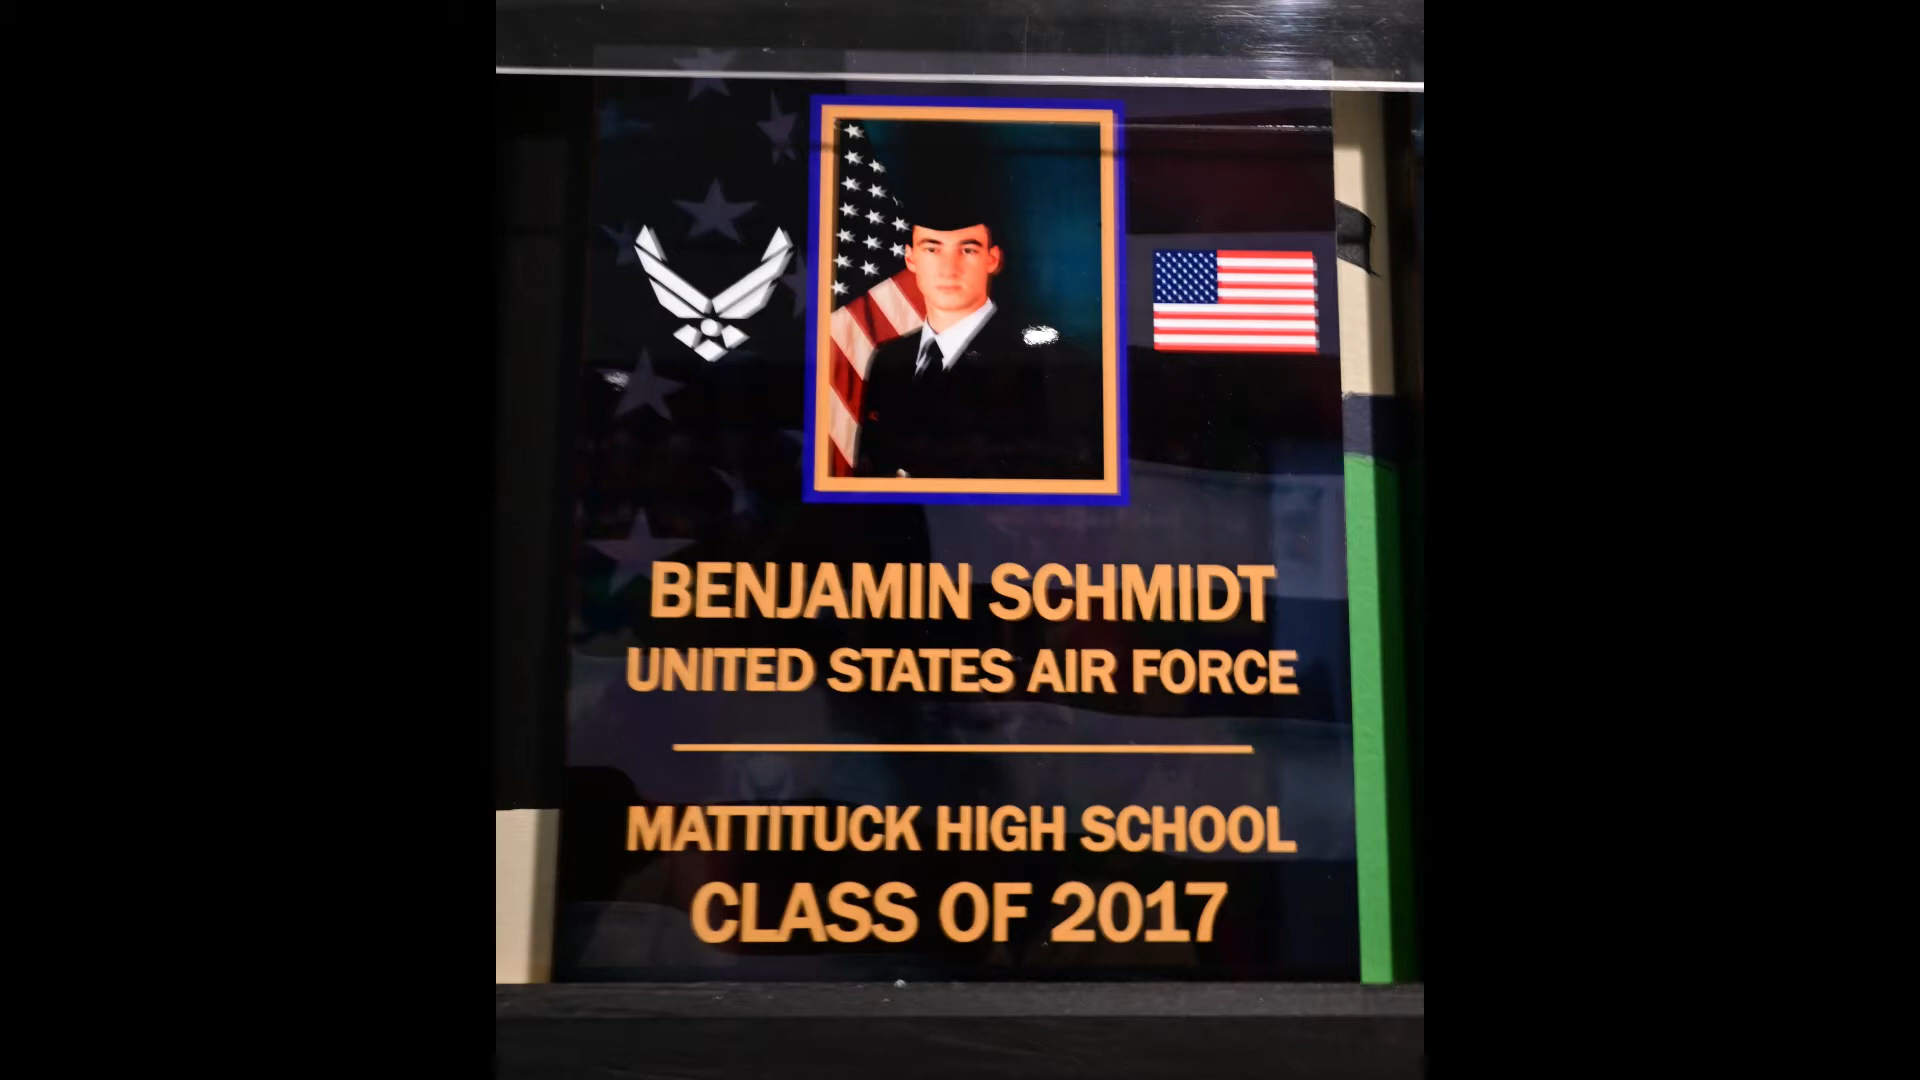 BENJAMIN SCHMIDT
UNITED STATES AIR FORCE
MATTITUCK HIGH SCHOOL
CLASS OF 2017